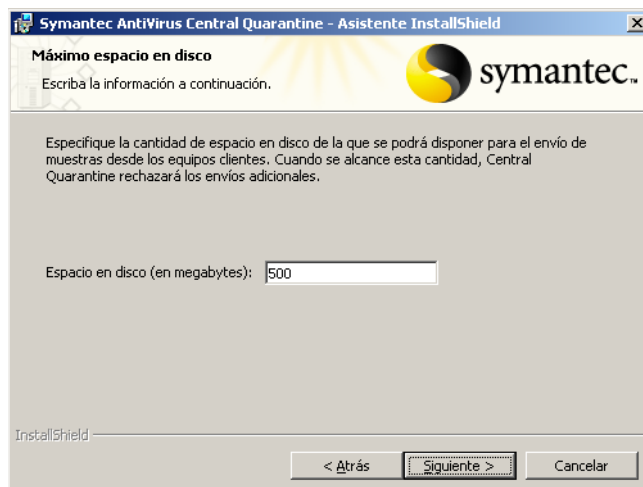 Symantec AntiVirus Central Quarantine - Asistente InstallShield
Máximo espacio en disco
Escriba la información a continuación.
symantec™
Especifique la cantidad de espacio en disco de la que se podrá disponer para el envío de
muestras desde los equipos clientes. Cuando se alcance esta cantidad, Central
Quarantine rechazará los envíos adicionales.
Espacio en disco (en megabytes): 500
InstallShield
< Atrás Siguiente > Cancelar